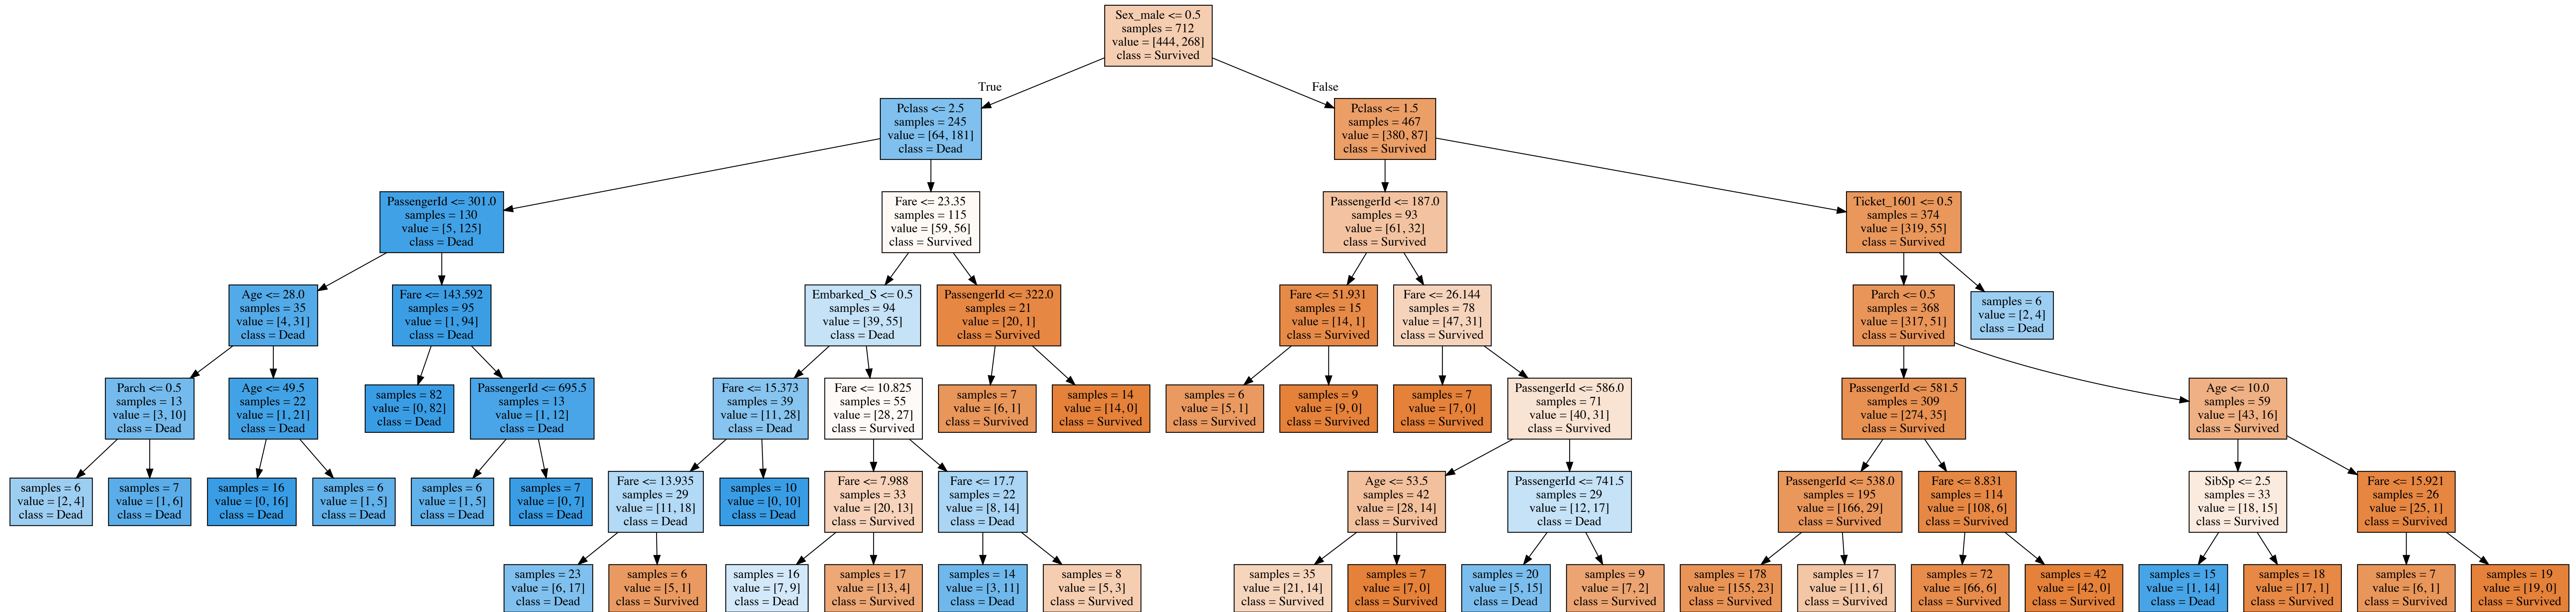 Sex_male <= 0.5
samples = 712
value = [444, 268]
class = Survived
True
False
Pclass <= 2.5
samples = 245
value = [64, 181]
class = Dead
Pclass <= 1.5
samples = 467
value = [380, 87]
class = Survived
PassengerId <= 301.0
samples = 130
value = [5, 125]
class = Dead
Fare <= 23.35
samples = 115
value = [59, 56]
class = Survived
PassengerId <= 187.0
samples = 93
value = [61, 32]
class = Survived
Ticket_1601 <= 0.5
samples = 374
value = [319, 55]
class = Survived
Age <= 28.0
samples = 35
value = [4, 31]
class = Dead
Fare <= 143.592
samples = 95
value = [1, 94]
class = Dead
Embarked_S <= 0.5
samples = 94
value = [39, 55]
class = Dead
PassengerId <= 322.0
samples = 21
value = [20, 1]
class = Survived
Fare <= 51.931
samples = 15
value = [14, 1]
class = Survived
Fare <= 26.144
samples = 78
value = [47, 31]
class = Survived
Parch <= 0.5
samples = 368
value = [317, 51]
class = Survived
samples = 6
value = [2, 4]
class = Dead
Parch <= 0.5
samples = 13
value = [3, 10]
class = Dead
Age <= 49.5
samples = 22
value = [1, 21]
class = Dead
samples = 82
value = [0, 82]
class = Dead
PassengerId <= 695.5
samples = 13
value = [1, 12]
class = Dead
Fare <= 15.373
samples = 39
value = [11, 28]
class = Dead
Fare <= 10.825
samples = 55
value = [28, 27]
class = Survived
samples = 7
value = [6, 1]
class = Survived
samples = 14
value = [14, 0]
class = Survived
samples = 6
value = [5, 1]
class = Survived
samples = 9
value = [9, 0]
class = Survived
samples = 7
value = [7, 0]
class = Survived
PassengerId <= 586.0
samples = 71
value = [40, 31]
class = Survived
PassengerId <= 581.5
samples = 309
value = [274, 35]
class = Survived
Age <= 10.0
samples = 59
value = [43, 16]
class = Survived
samples = 6
value = [2, 4]
class = Dead
samples = 7
value = [1, 6]
class = Dead
samples = 16
value = [0, 16]
class = Dead
samples = 6
value = [1, 5]
class = Dead
samples = 6
value = [1, 5]
class = Dead
samples = 7
value = [0, 7]
class = Dead
Fare <= 13.935
samples = 29
value = [11, 18]
class = Dead
samples = 10
value = [0, 10]
class = Dead
Fare <= 7.988
samples = 33
value = [20, 13]
class = Survived
Fare <= 17.7
samples = 22
value = [8, 14]
class = Dead
Age <= 53.5
samples = 42
value = [28, 14]
class = Survived
PassengerId <= 741.5
samples = 29
value = [12, 17]
class = Dead
PassengerId <= 538.0
samples = 195
value = [166, 29]
class = Survived
Fare <= 8.831
samples = 114
value = [108, 6]
class = Survived
SibSp <= 2.5
samples = 33
value = [18, 15]
class = Survived
Fare <= 15.921
samples = 26
value = [25, 1]
class = Survived
samples = 23
value = [6, 17]
class = Dead
samples = 6
value = [5, 1]
class = Survived
samples = 16
value = [7, 9]
class = Dead
samples = 17
value = [13, 4]
class = Survived
samples = 14
value = [3, 11]
class = Dead
samples = 8
value = [5, 3]
class = Survived
samples = 35
value = [21, 14]
class = Survived
samples = 7
value = [7, 0]
class = Survived
samples = 20
value = [5, 15]
class = Dead
samples = 9
value = [7, 2]
class = Survived
samples = 178
value = [155, 23]
class = Survived
samples = 17
value = [11, 6]
class = Survived
samples = 72
value = [66, 6]
class = Survived
samples = 42
value = [42, 0]
class = Survived
samples = 15
value = [1, 14]
class = Dead
samples = 18
value = [17, 1]
class = Survived
samples = 7
value = [6, 1]
class = Survived
samples = 19
value = [19, 0]
class = Survived